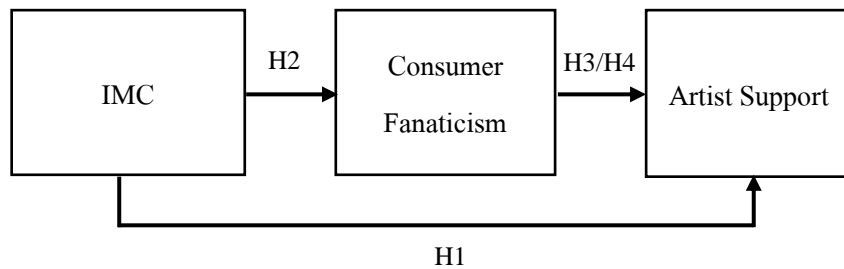 H2
H3/H4
IMC
Consumer
Fanaticism
Artist Support
H1